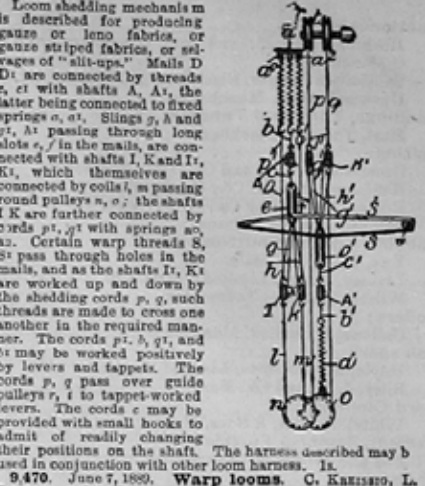 Loom shedding mechanism
is described for producing
gauze or leno fabrics, or
gauze striped fabrics, or sel-
vages of "slit-ups." Mails D
D1 are connected by threads
c, c1 with shafts A, A1, the
latter being connected to fixed
springs a, a1. Slings g, h and
g1, h1 passing through long
slots e, f in the mails, are con-
nected with shafts I, K and I1,
K1, which themselves are
connected by coils l, m passing
round pulleys n, o; the shafts
I K are further connected by
cords p1, q1 with springs
Certain warp threads S,
S1 pass through holes in the
mails, and as the shafts I1, K1
are worked up and down by
the shedding cords p, q, such
threads are made to cross one
another in the required man-
ner. The cords p1, b, q1, and
b1 may be worked positively
by levers and tappets. The
cords p, q pass over guide
pulleys r, t to tappet-worked
levers. The cords c may be
provided with small hooks to
admit of readily changing
their positions on the shaft. The harness described may b
used in conjunction with other loom harness. 1s.
9,470. June 7, 1889. Warp looms. C. L.
a
a
p q
b
K'
h'
e
g'
S
S
g
h
o'
c'
I
k
A'
b'
l
m
d'
n
O